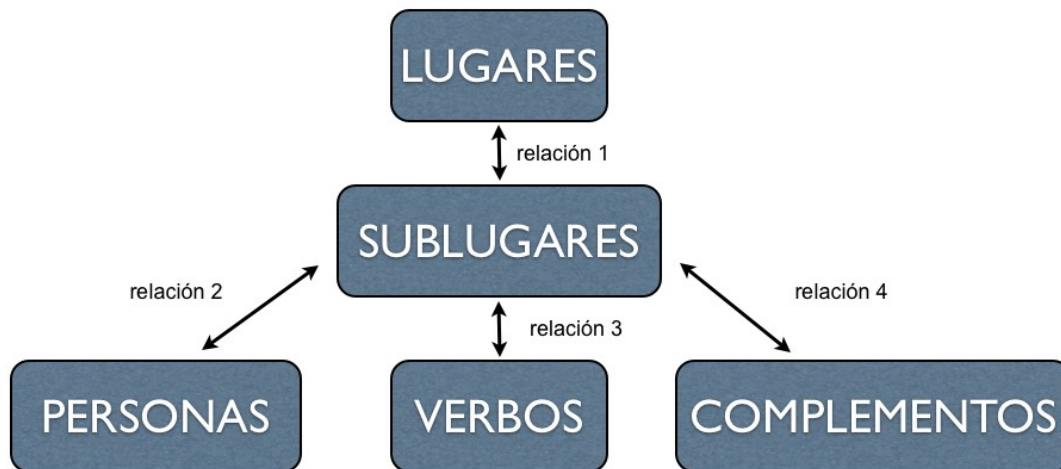 LUGARES
relación 1
SUBLUGARES
relación 2
relación 4
relación 3
PERSONAS
VERBOS
COMPLEMENTOS